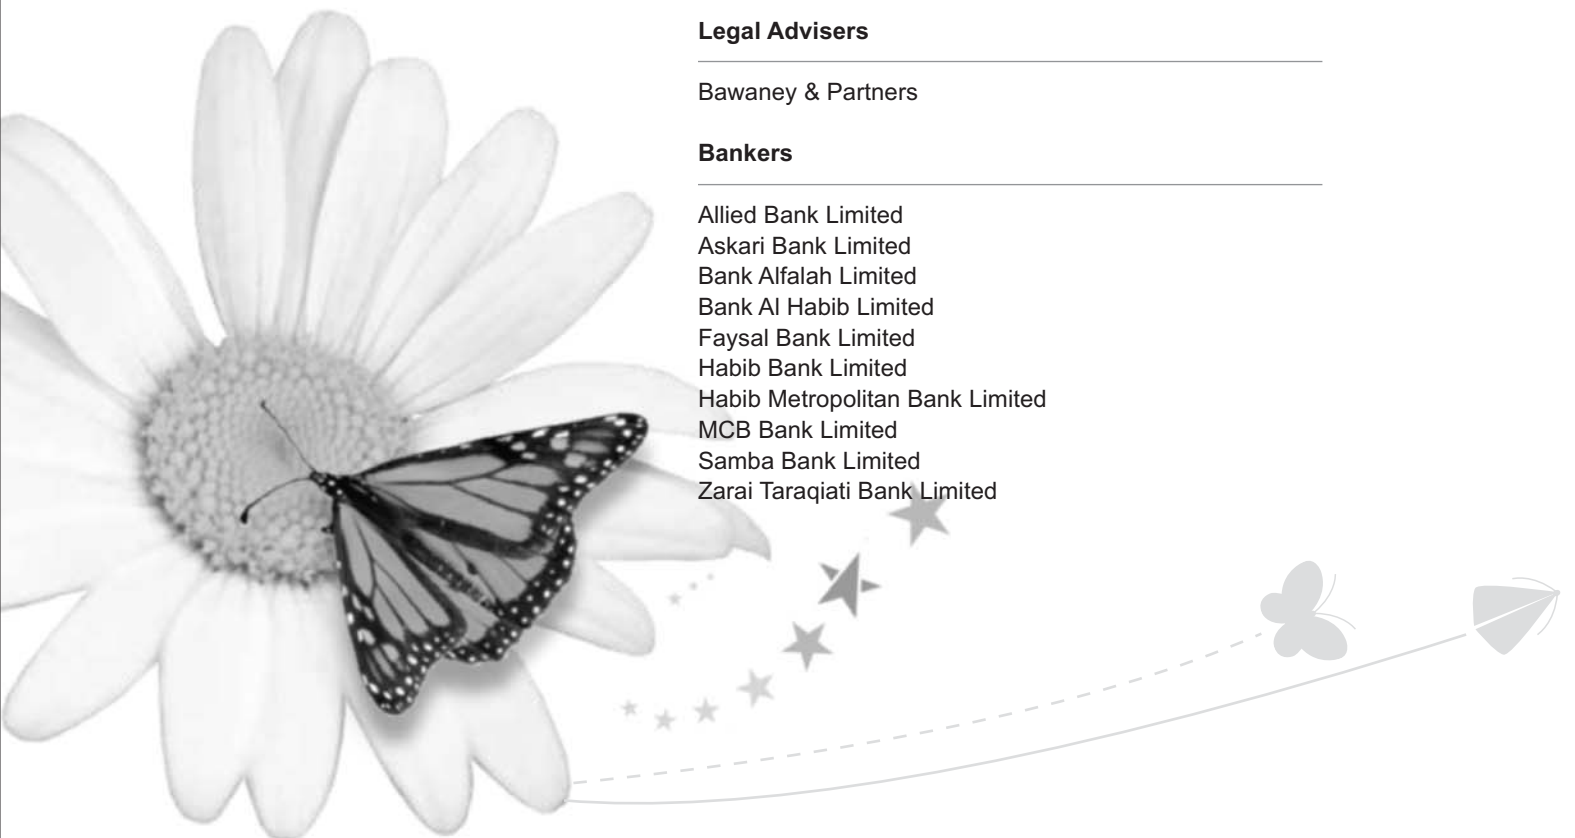 Legal Advisers
Bawaney & Partners
Bankers
Allied Bank Limited
Askari Bank Limited
Bank Alfalah Limited
Bank Al Habib Limited
Faysal Bank Limited
Habib Bank Limited
Habib Metropolitan Bank Limited
MCB Bank Limited
Samba Bank Limited
Zarai Taraqiati Bank Limited